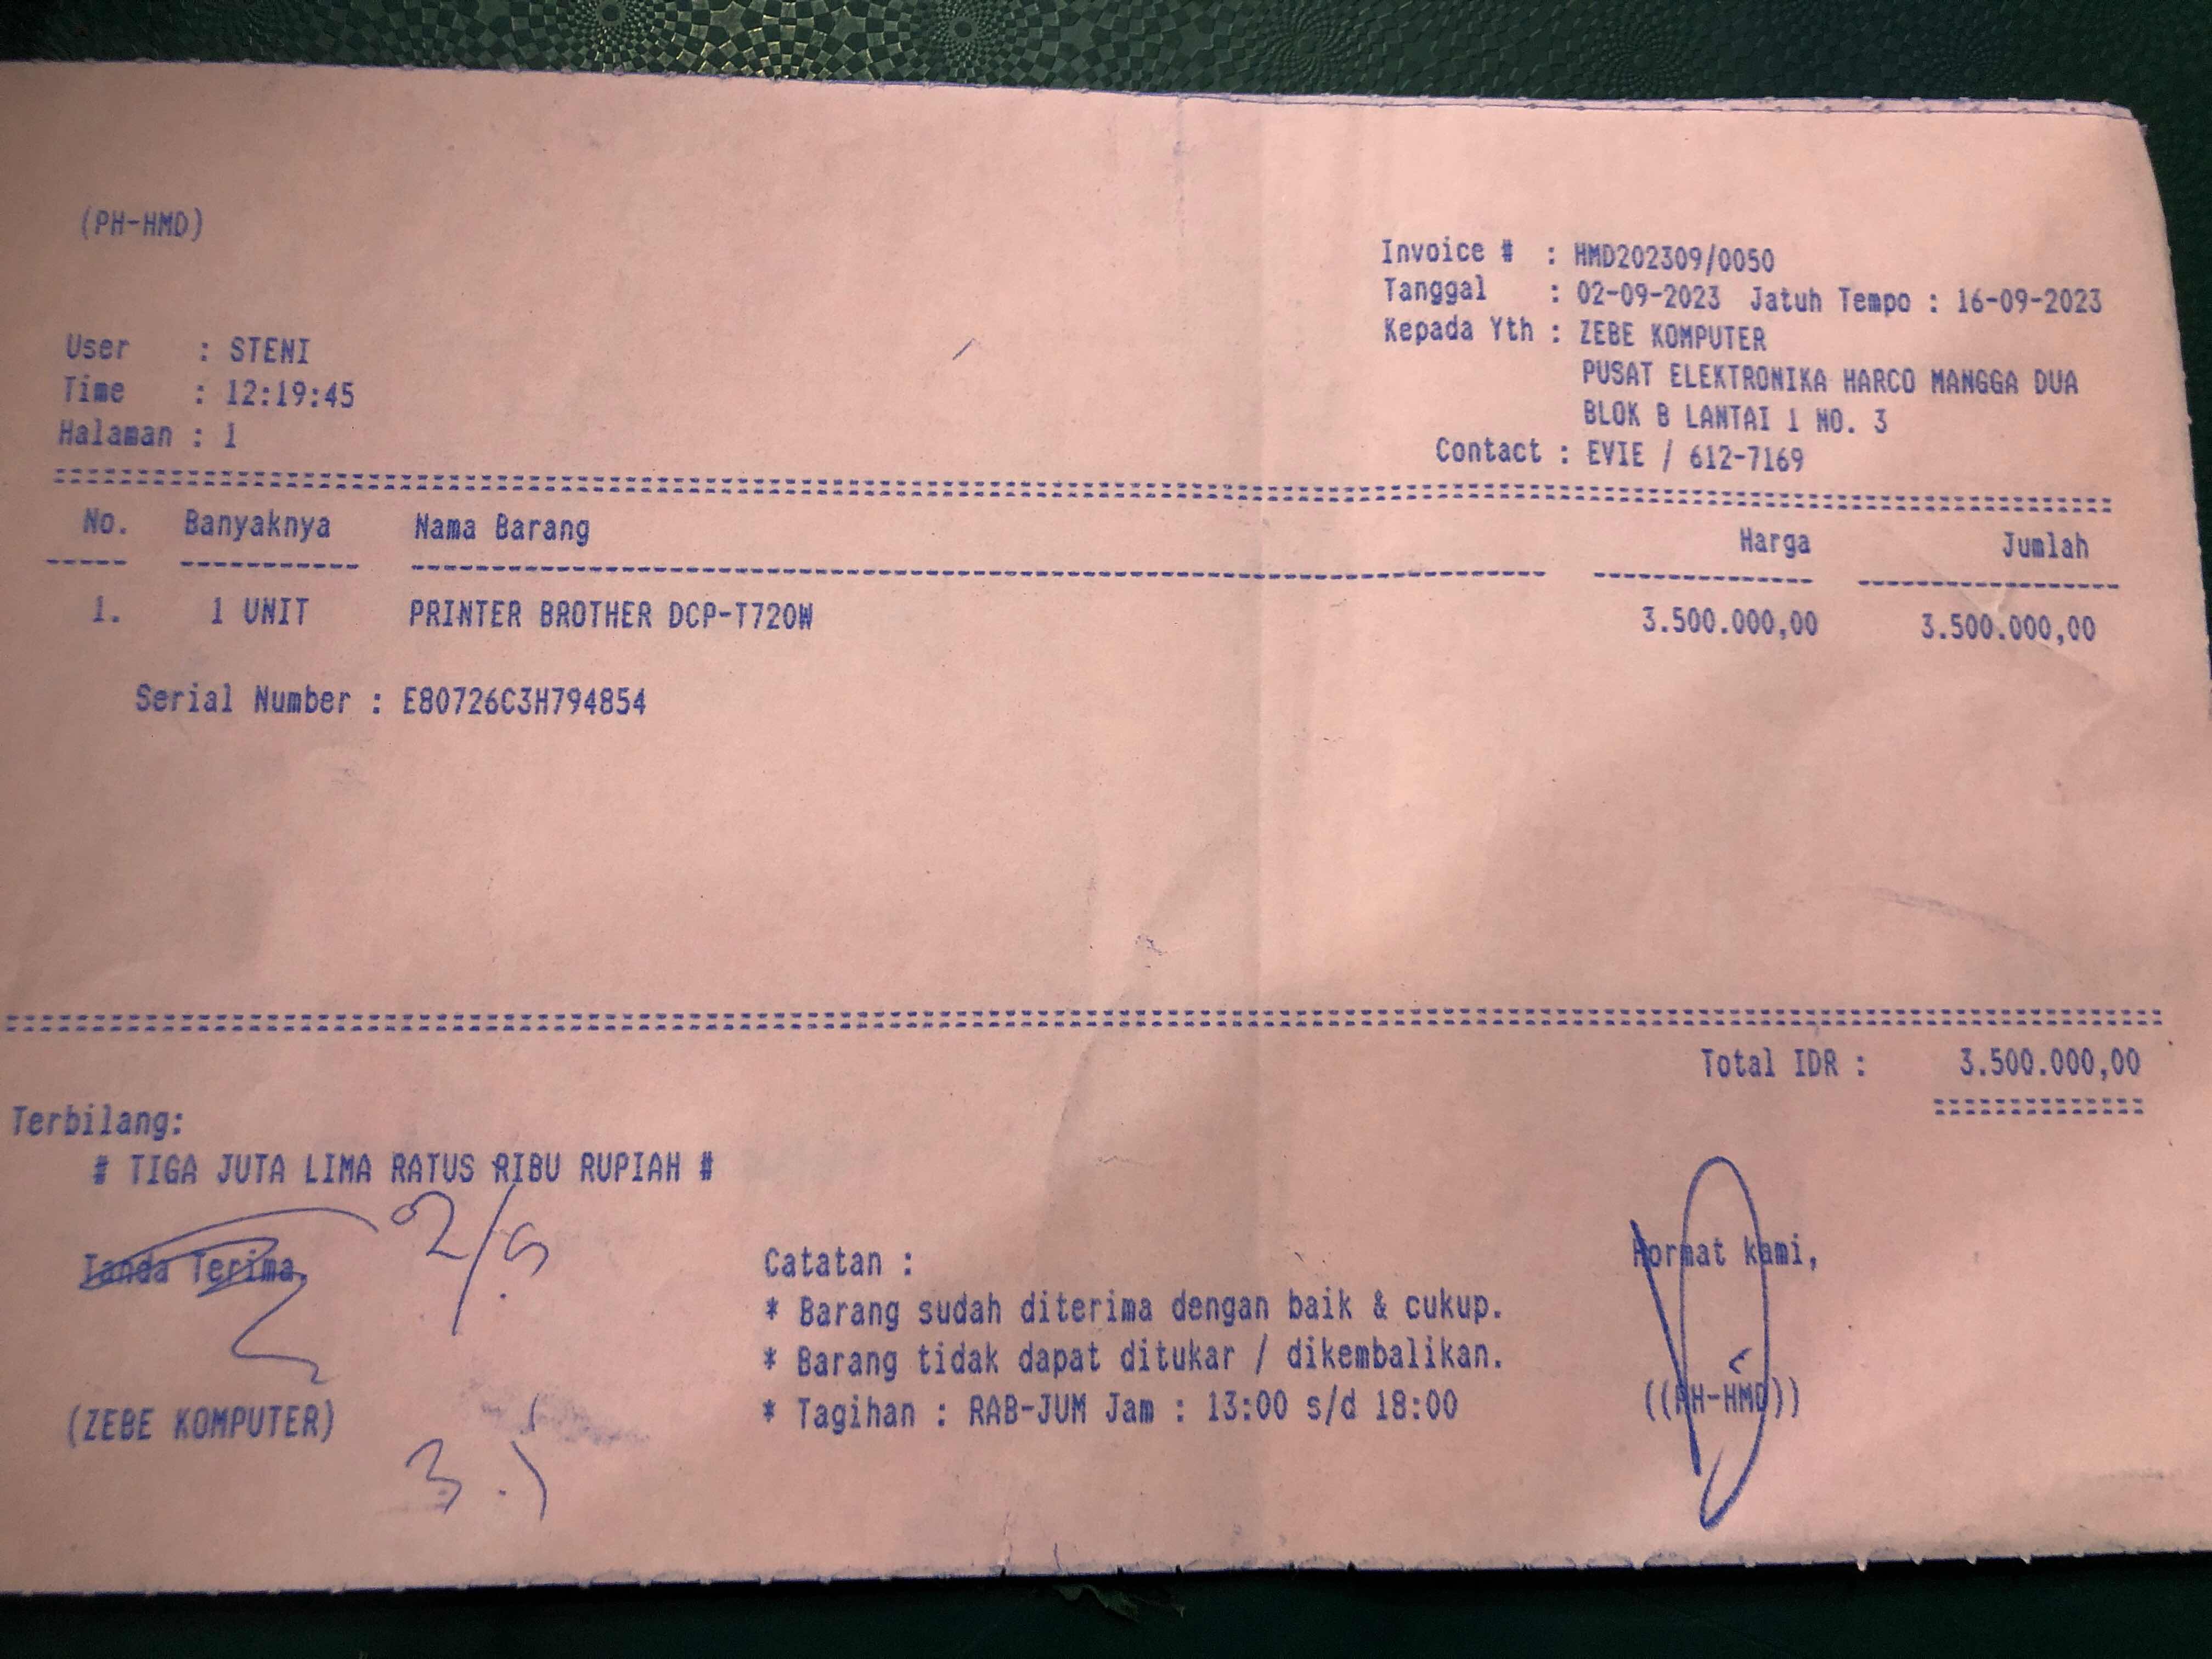 (PH-HMD)
Invoice # : HMD202309/0050
Tanggal : 02-09-2023 Jatuh Tempo : 16-09-2023
Kepada Yth : ZEBE KOMPUTER
PUSAT ELEKTRONIKA HARCO MANGGA DUA
BLOK B LANTAI 1 NO. 3
Contact : EVIE / 612-7169
User : STENI
Time : 12:19:45
Halaman : 1
No. Banyaknya Nama Barang Harga Jumlah
1. 1 UNIT PRINTER BROTHER DCP-T720W 3.500.000,00 3.500.000,00
Serial Number : E80726C3H794854
Total IDR : 3.500.000,00
Terbilang:
# TIGA JUTA LIMA RATUS RIBU RUPIAH #
2/9
Tanda Terima,
Catatan :
* Barang sudah diterima dengan baik & cukup.
* Barang tidak dapat ditukar / dikembalikan.
* Tagihan : RAB-JUM Jam : 13:00 s/d 18:00
Hormat kami,
((PH-HMD))
(ZEBE KOMPUTER)